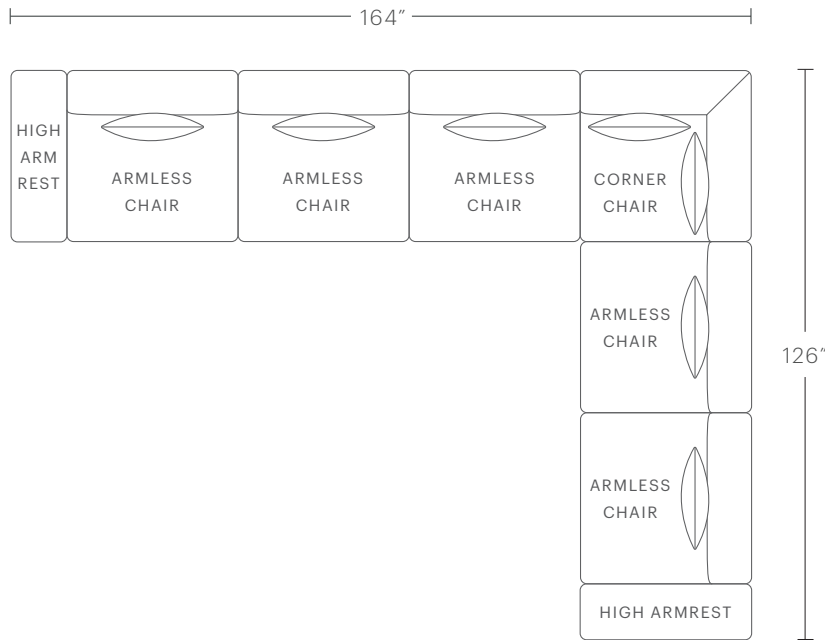 164"
HIGH
ARM
REST
ARMLESS
CHAIR
ARMLESS
CHAIR
ARMLESS
CHAIR
CORNER
CHAIR
ARMLESS
CHAIR
126"
ARMLESS
CHAIR
HIGH ARMREST